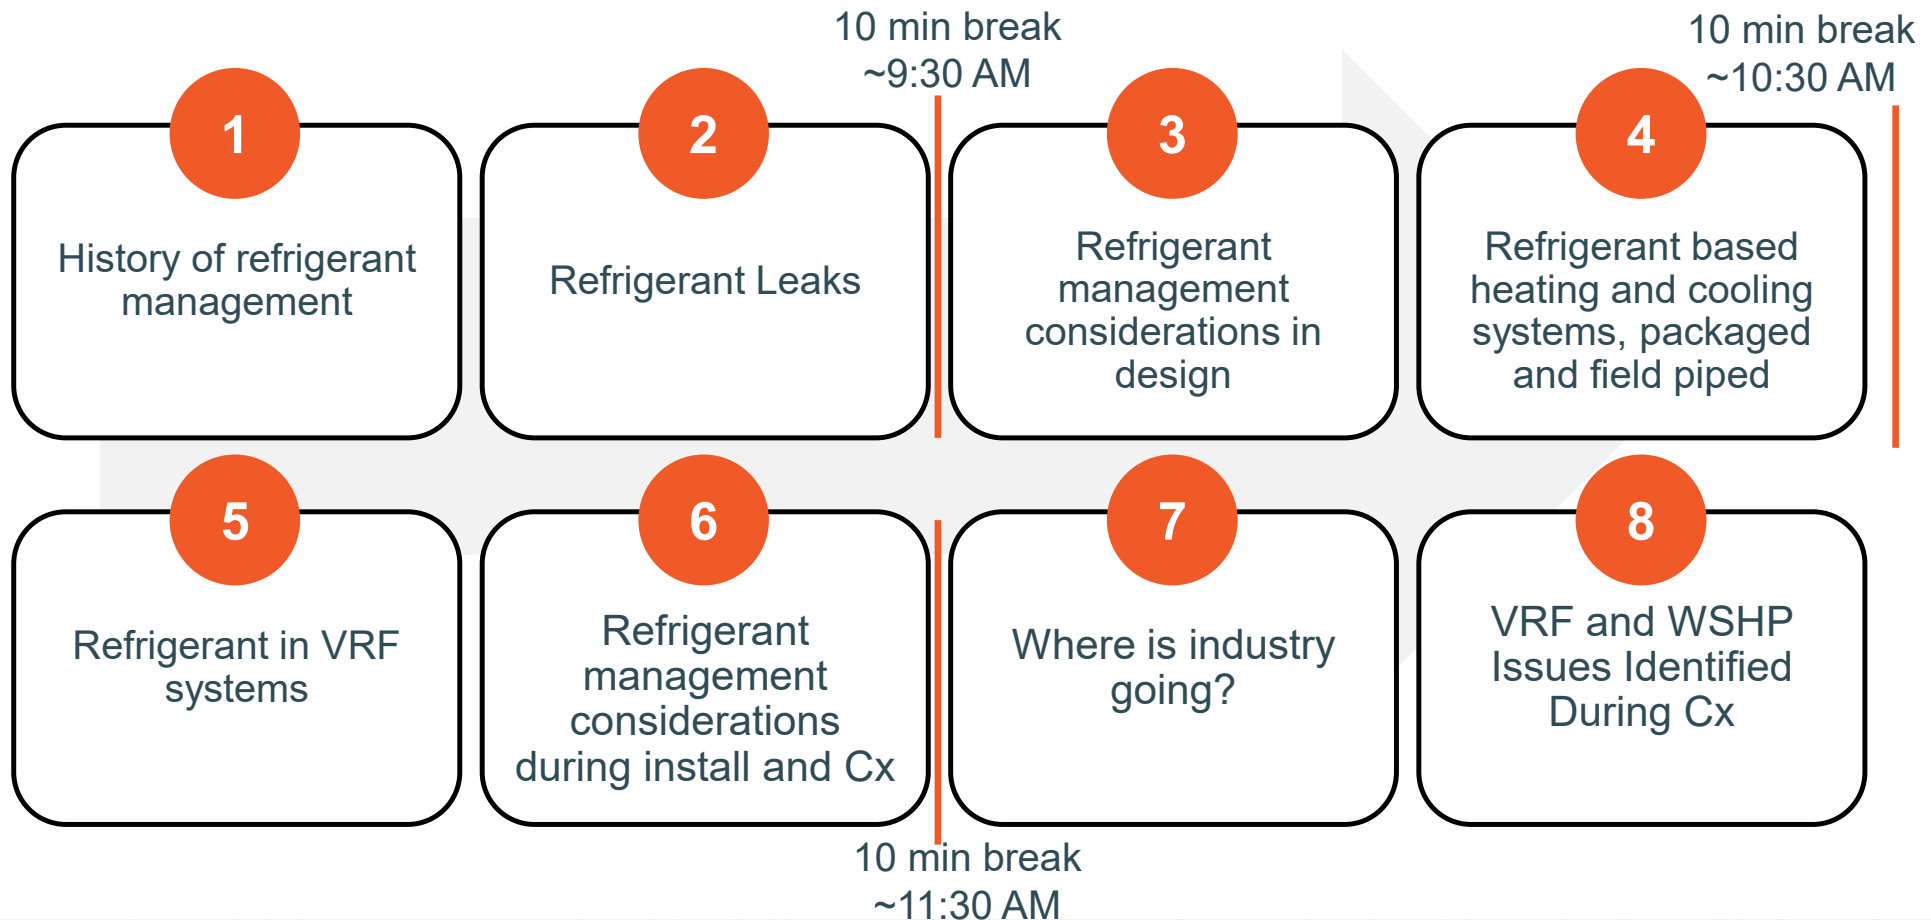 10 min break
~9:30 AM
10 min break
~10:30 AM
1
History of refrigerant
management
2
Refrigerant Leaks
3
Refrigerant
management
considerations in
design
4
Refrigerant based
heating and cooling
systems, packaged
and field piped
5
Refrigerant in VRF
systems
6
Refrigerant
management
considerations
during install and Cx
7
Where is industry
going?
8
VRF and WSHP
Issues Identified
During Cx
10 min break
~11:30 AM